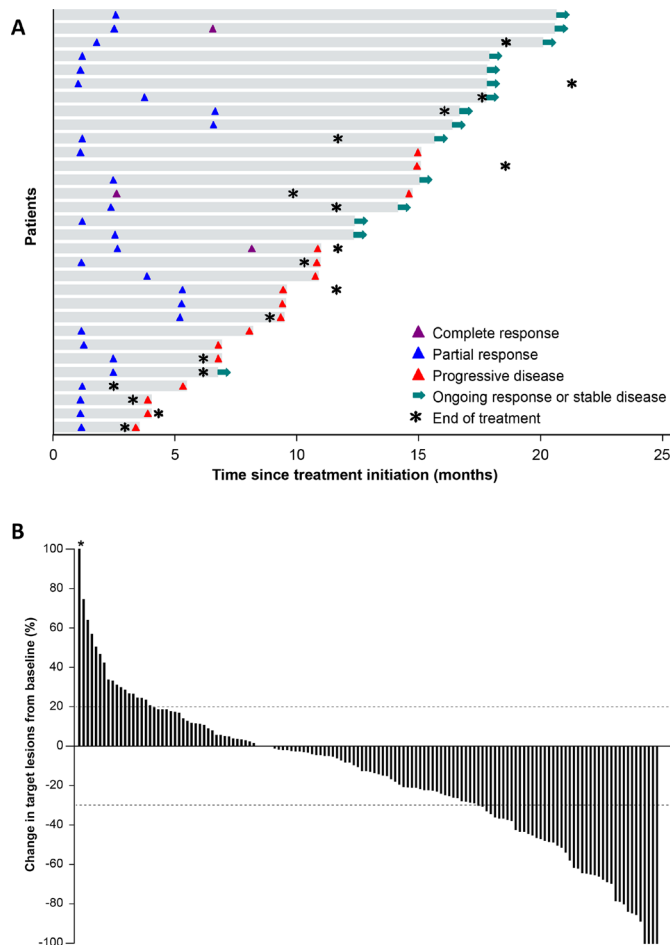 A
Patients
Complete response
Partial response
Progressive disease
Ongoing response or stable disease
* End of treatment
0 5 10 15 20 25
Time since treatment initiation (months)
B
Change in target lesions from baseline (%)
100
*
80
60
40
20
0
-20
-40
-60
-80
-100